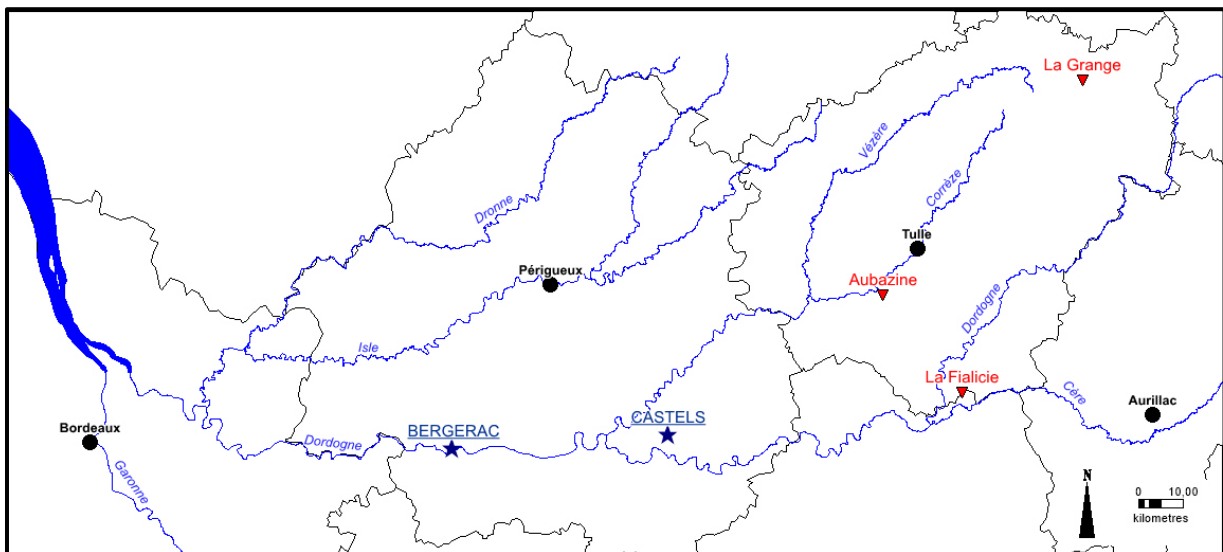 La Grange
Vézère
Corrèze
Dronne
Tulle
Périgueux
Aubazine
Dordogne
Isle
La Fialicie
Cère
Aurillac
CASTELS
BERGERAC
Bordeaux
Dordogne
Garonne
N
0 10,00
kilometres